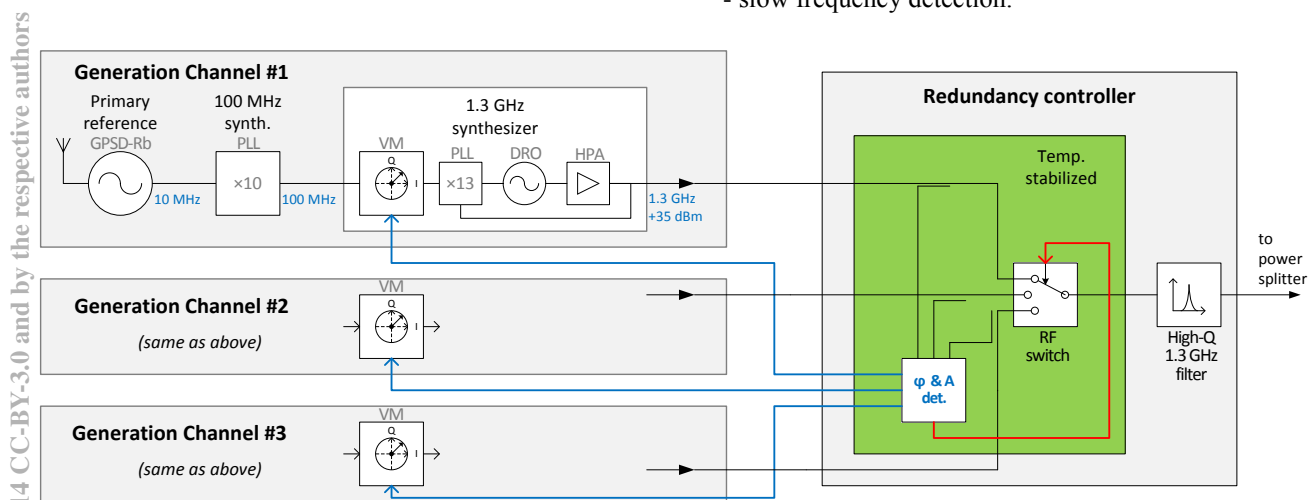 - slow frequency detection.
14 CC-BY-3.0 and by the respective authors
Generation Channel #1
Primary
reference
GPSD-Rb
10 MHz
100 MHz
synth.
PLL
×10
100 MHz
1.3 GHz
synthesizer
VM
Q
I
PLL
×13
DRO
HPA
1.3 GHz
+35 dBm
Generation Channel #2
(same as above)
VM
Q
I
Generation Channel #3
(same as above)
VM
Q
I
Redundancy controller
Temp.
stabilized
φ & A
det.
RF
switch
High-Q
1.3 GHz
filter
to
power
splitter